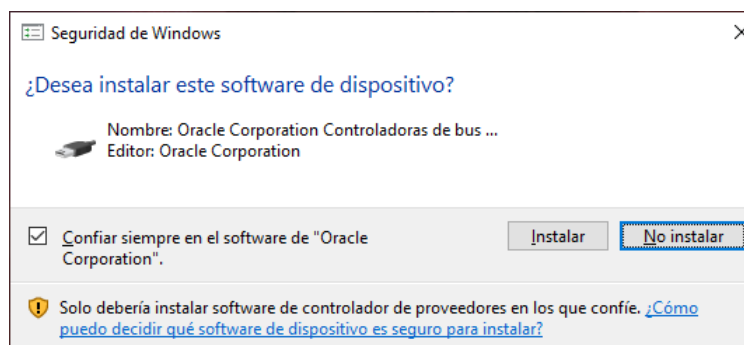 Seguridad de Windows
¿Desea instalar este software de dispositivo?
Nombre: Oracle Corporation Controladoras de bus ...
Editor: Oracle Corporation
Confiar siempre en el software de "Oracle
Corporation".
Instalar
No instalar
Solo debería instalar software de controlador de proveedores en los que confíe. ¿Cómo
puedo decidir qué software de dispositivo es seguro para instalar?